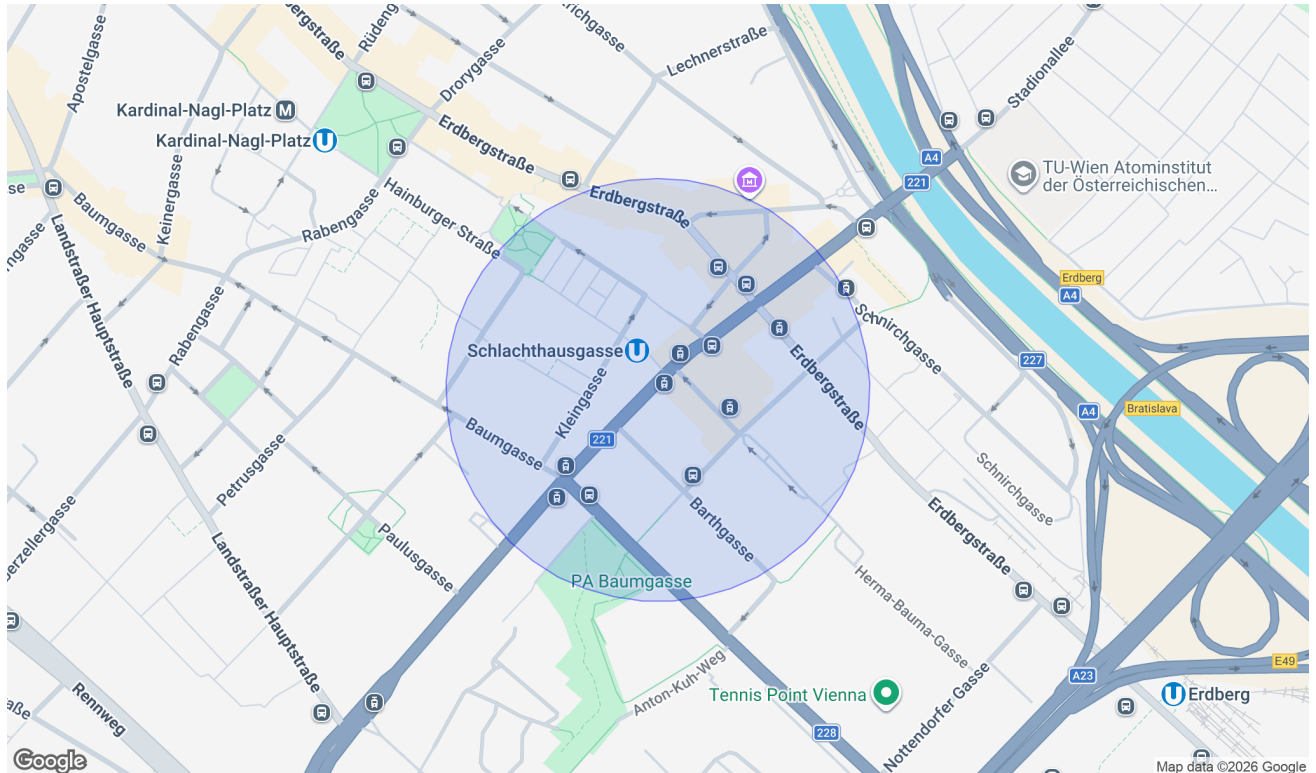 Erdbergstraße
Rüdeng
Drorygasse
richgasse
Lechnerstraße
Stadionallee
Apostelgasse
Kardinal-Nagl-Platz
M
Kardinal-Nagl-Platz
U
Erdbergstraße
A4
221
TU-Wien Atominstitut
der Österreichischen...
Keinergasse
Baumgasse
Hainburger Straße
Rabengasse
Erdbergstraße
Landstraßer Hauptstraße
Erdberg
A4
Schnirchgasse
Rabengasse
Schlachthausgasse
U
Erdbergstraße
227
A4
Bratislava
Kleingasse
Baumgasse
221
Petrusgasse
Schnirchgasse
erzellergasse
Paulusgasse
Barthgasse
Erdbergstraße
Landstraßer Hauptstraße
PA Baumgasse
Herma-Bauma-Gasse
Anton-Kuh-Weg
Nottendorfer Gasse
E49
A23
Rennweg
Tennis Point Vienna
U
Erdberg
228
Google
Map data ©2026 Google